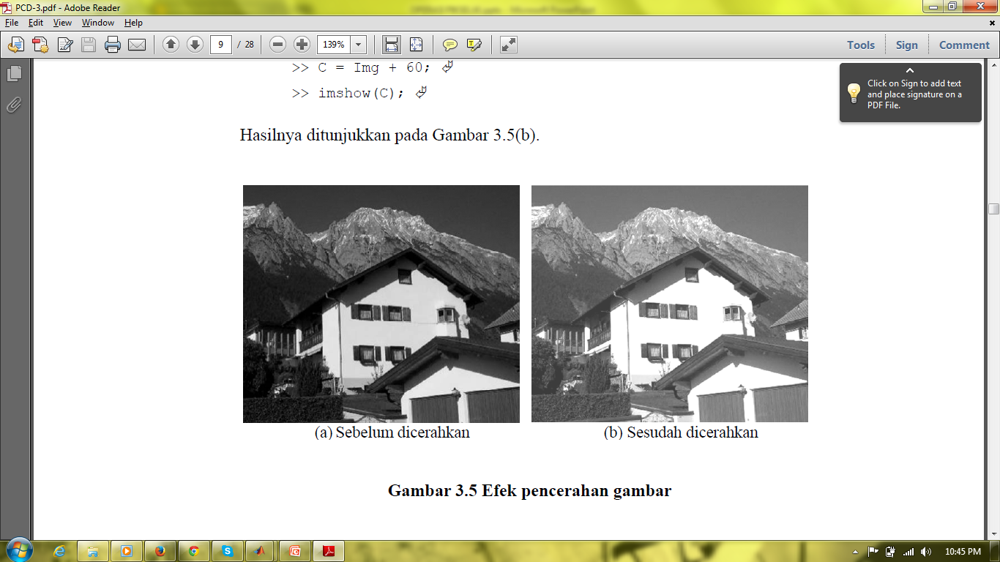 PCD-3.pdf - Adobe Reader
File Edit View Window Help
9 / 28 139% Tools Sign Comment
Click on Sign to add text
and place signature on a
PDF File.
>> C = Img + 60;
>> imshow(C);
Hasilnya ditunjukkan pada Gambar 3.5(b).
(a) Sebelum dicerahkan (b) Sesudah dicerahkan
Gambar 3.5 Efek pencerahan gambar
10:45 PM